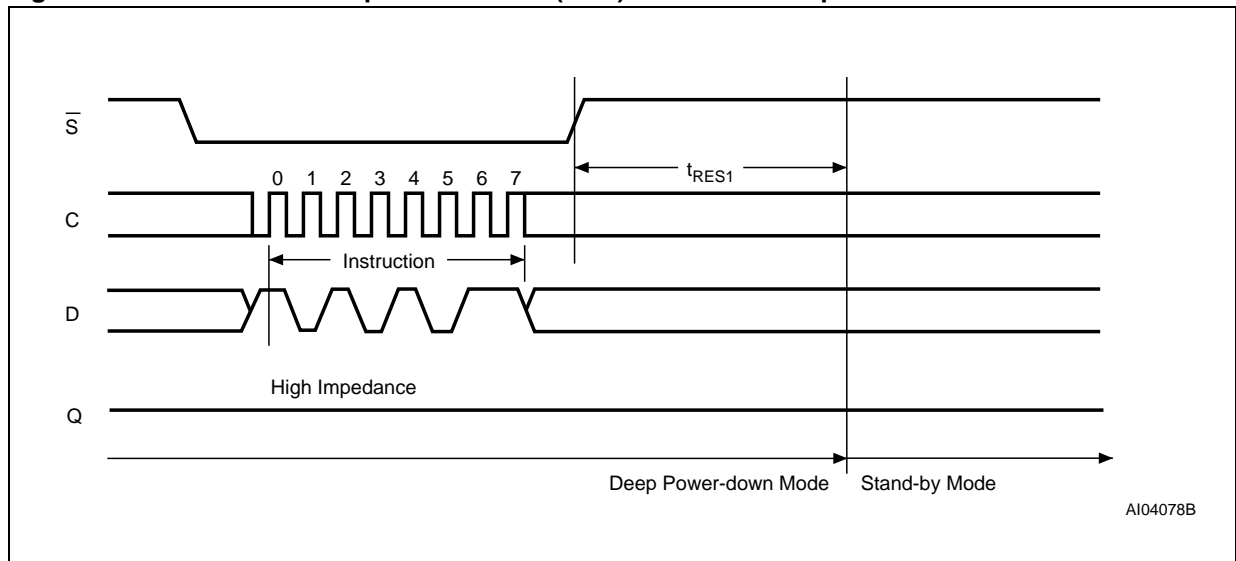 S
tRES1
0 1 2 3 4 5 6 7
C
Instruction
D
High Impedance
Q
Deep Power-down Mode Stand-by Mode
AI04078B